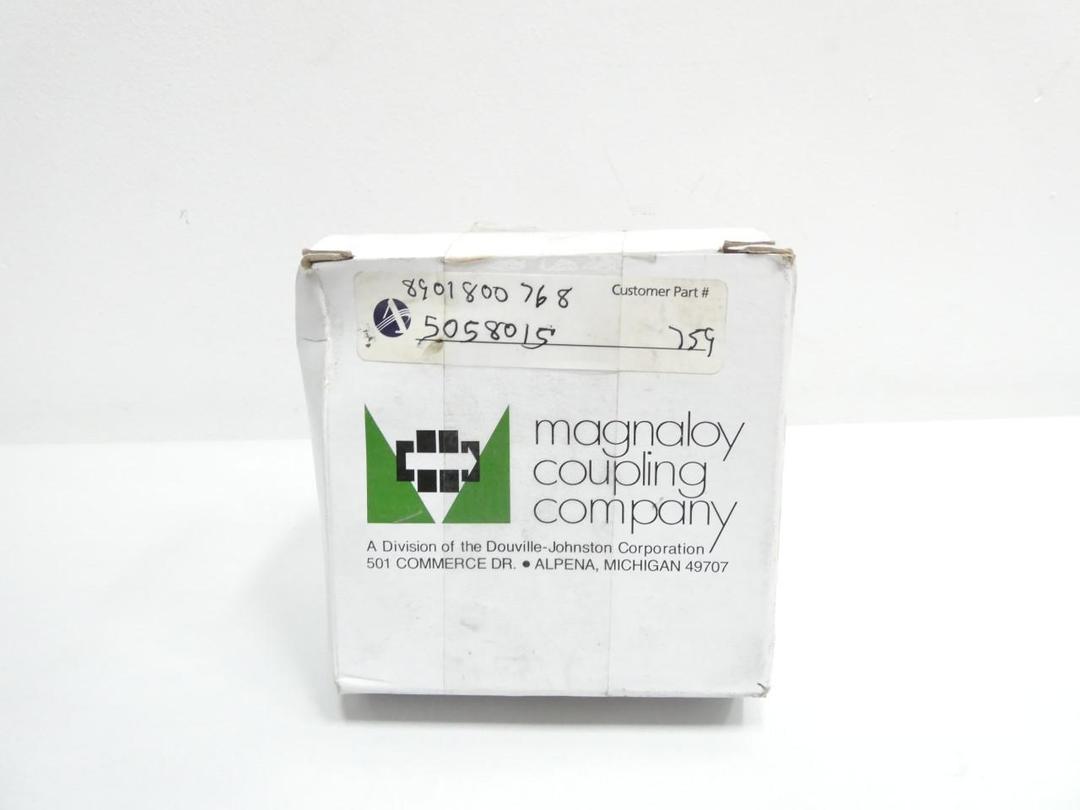 8901800768 Customer Part #
5058015 759
magnaloy
coupling
company
A Division of the Douville-Johnston Corporation
501 COMMERCE DR. • ALPENA, MICHIGAN 49707